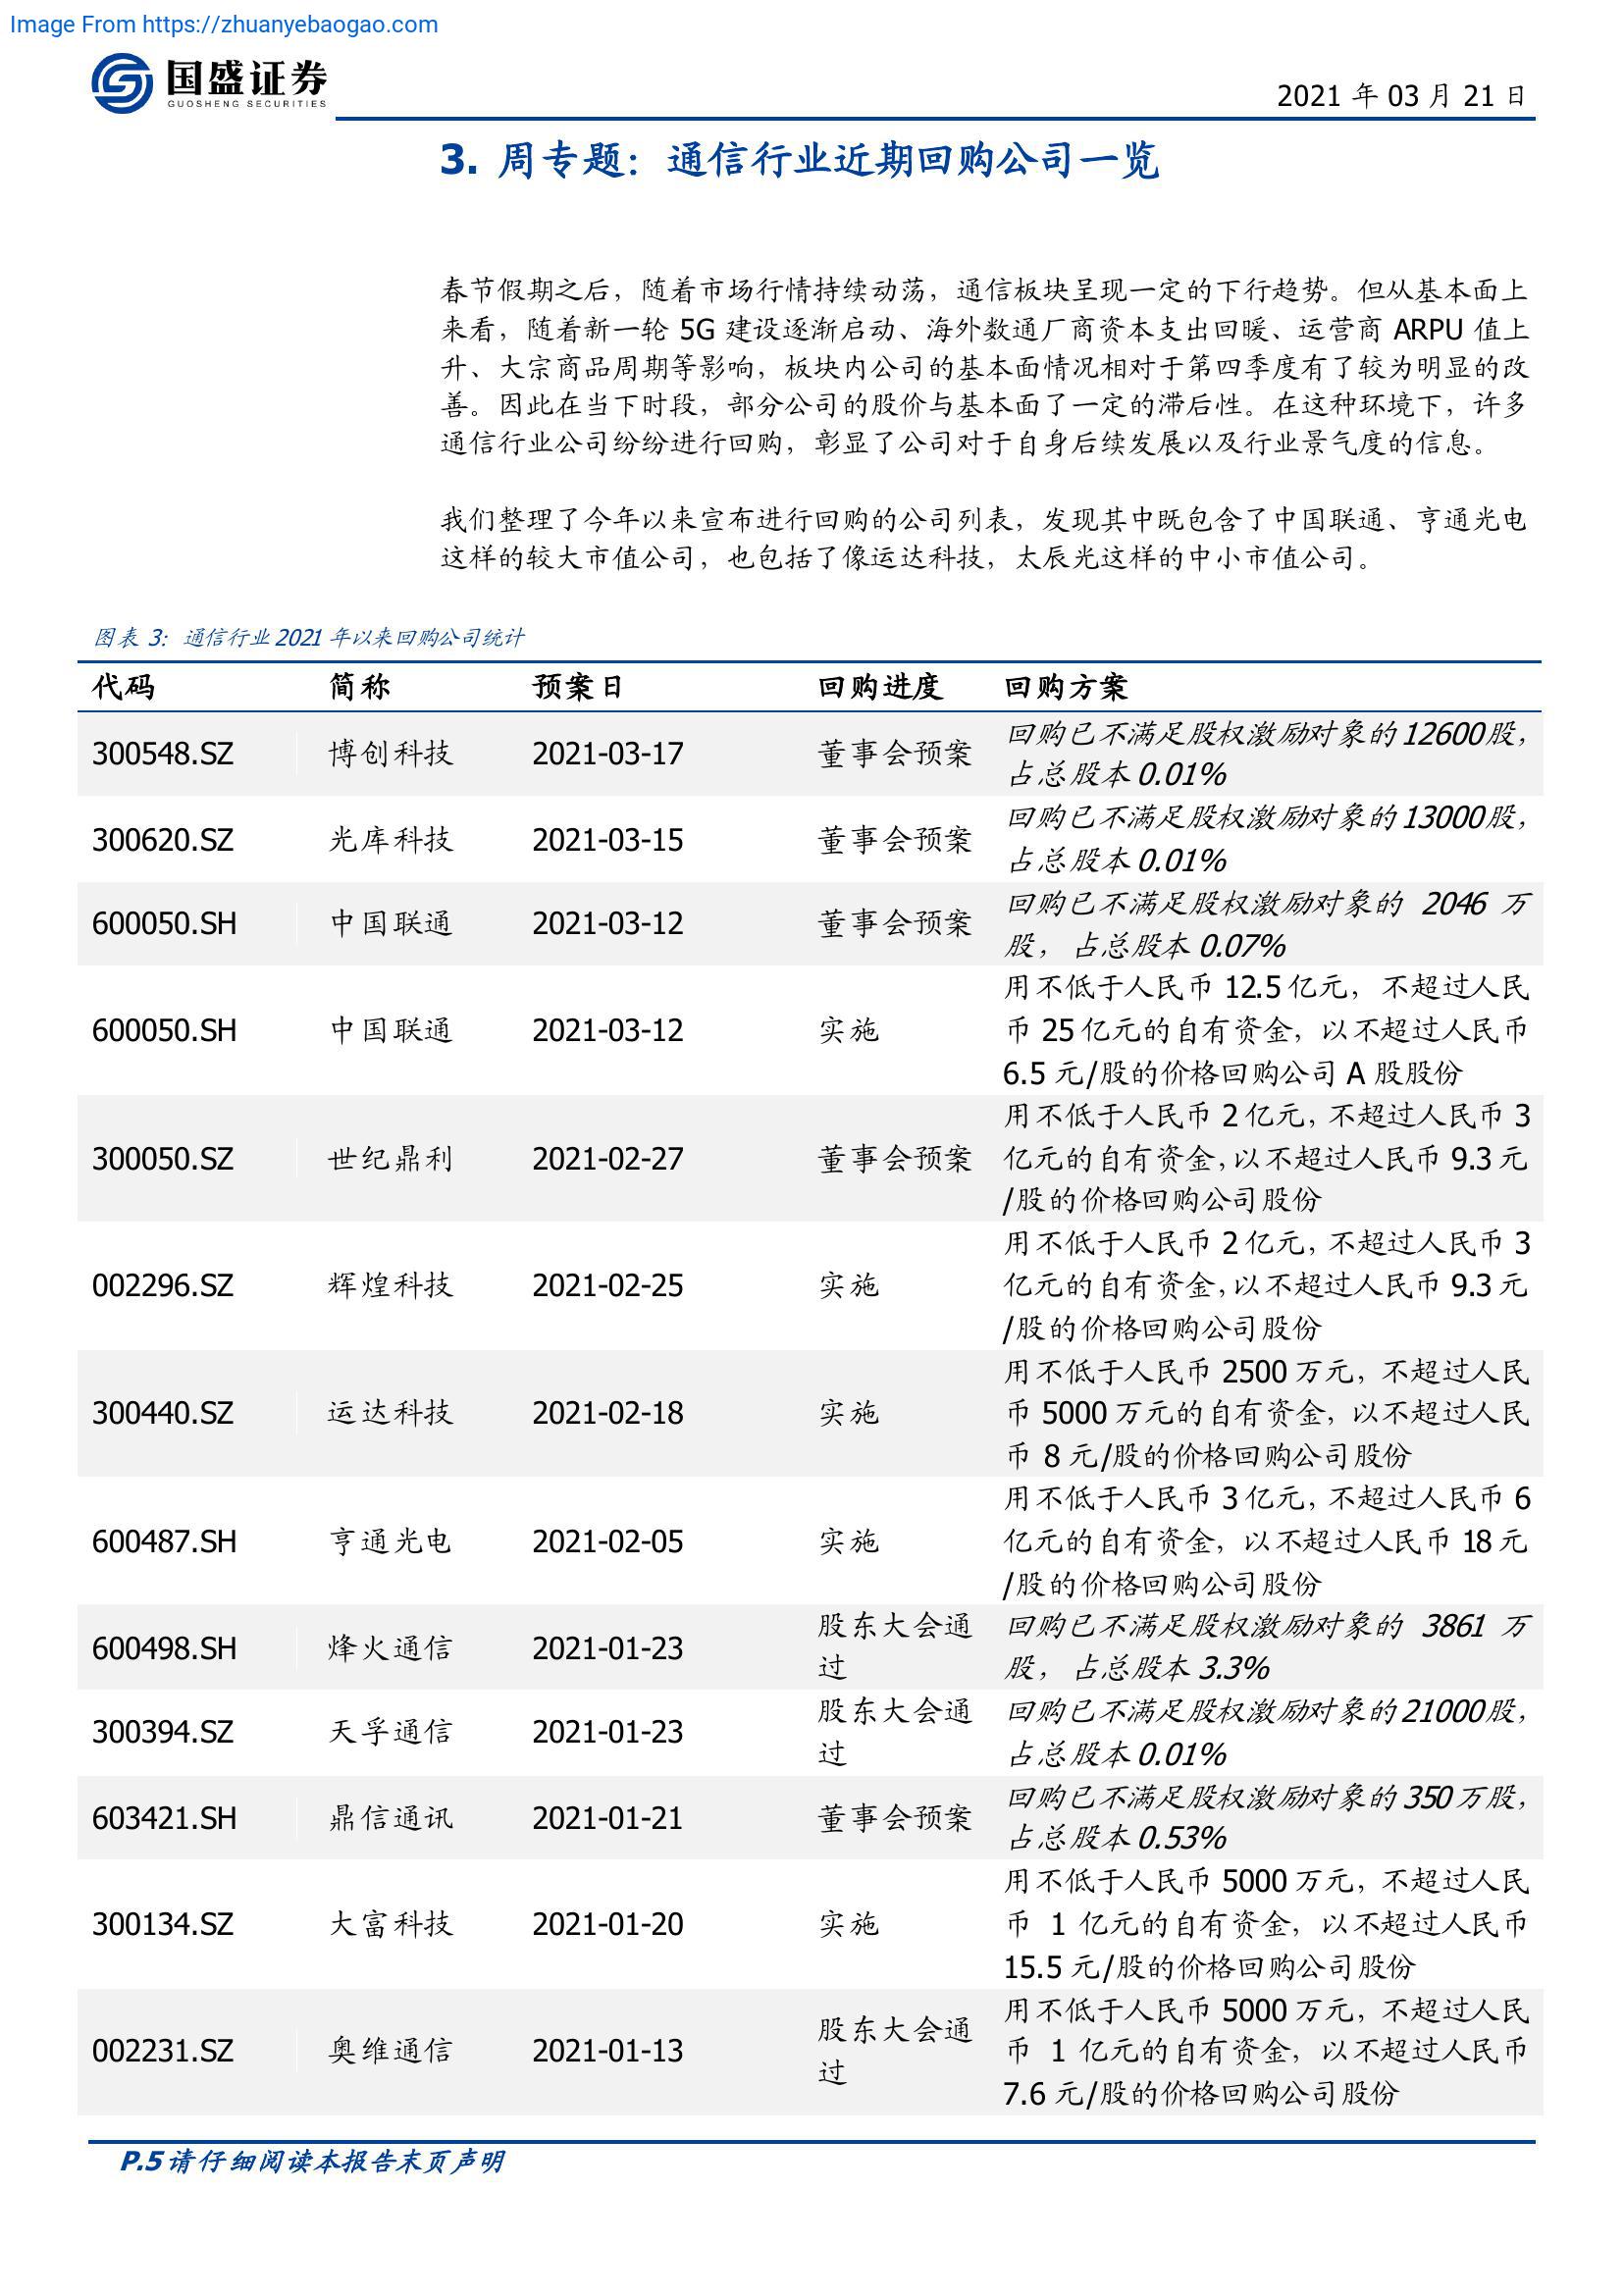 Image From https://zhuanyebaogao.com
国盛证券
GUOSHENG SECURITIES
2021 年 03 月 21 日
3. 周专题：通信行业近期回购公司一览
春节假期之后，随着市场行情持续动荡，通信板块呈现一定的下行趋势。但从基本面上
来看，随着新一轮 5G 建设逐渐启动、海外数通厂商资本支出回暖、运营商 ARPU 值上
升、大宗商品周期等影响，板块内公司的基本面情况相对于第四季度有了较为明显的改
善。因此在当下时段，部分公司的股价与基本面了一定的滞后性。在这种环境下，许多
通信行业公司纷纷进行回购，彰显了公司对于自身后续发展以及行业景气度的信息。
我们整理了今年以来宣布进行回购的公司列表，发现其中既包含了中国联通、亨通光电
这样的较大市值公司，也包括了像运达科技，太辰光这样的中小市值公司。
图表 3：通信行业 2021 年以来回购公司统计
代码 简称 预案日 回购进度 回购方案
300548.SZ 博创科技 2021-03-17 董事会预案 回购已不满足股权激励对象的 12600 股，
占总股本 0.01%
300620.SZ 光库科技 2021-03-15 董事会预案 回购已不满足股权激励对象的 13000 股，
占总股本 0.01%
600050.SH 中国联通 2021-03-12 董事会预案 回购已不满足股权激励对象的 2046 万
股，占总股本 0.07%
600050.SH 中国联通 2021-03-12 实施 用不低于人民币 12.5 亿元，不超过人民
币 25 亿元的自有资金，以不超过人民币
6.5 元/股的价格回购公司 A 股股份
300050.SZ 世纪鼎利 2021-02-27 董事会预案 用不低于人民币 2 亿元，不超过人民币 3
亿元的自有资金，以不超过人民币 9.3 元
/股的价格回购公司股份
002296.SZ 辉煌科技 2021-02-25 实施 用不低于人民币 2 亿元，不超过人民币 3
亿元的自有资金，以不超过人民币 9.3 元
/股的价格回购公司股份
300440.SZ 运达科技 2021-02-18 实施 用不低于人民币 2500 万元，不超过人民
币 5000 万元的自有资金，以不超过人民
币 8 元/股的价格回购公司股份
600487.SH 亨通光电 2021-02-05 实施 用不低于人民币 3 亿元，不超过人民币 6
亿元的自有资金，以不超过人民币 18 元
/股的价格回购公司股份
600498.SH 烽火通信 2021-01-23 股东大会通 回购已不满足股权激励对象的 3861 万
过 股，占总股本 3.3%
300394.SZ 天孚通信 2021-01-23 股东大会通 回购已不满足股权激励对象的 21000 股，
过 占总股本 0.01%
603421.SH 鼎信通讯 2021-01-21 董事会预案 回购已不满足股权激励对象的 350 万股，
占总股本 0.53%
300134.SZ 大富科技 2021-01-20 实施 用不低于人民币 5000 万元，不超过人民
币 1 亿元的自有资金，以不超过人民币
15.5 元/股的价格回购公司股份
002231.SZ 奥维通信 2021-01-13 股东大会通 用不低于人民币 5000 万元，不超过人民
过 币 1 亿元的自有资金，以不超过人民币
7.6 元/股的价格回购公司股份
P.5 请仔细阅读本报告末页声明